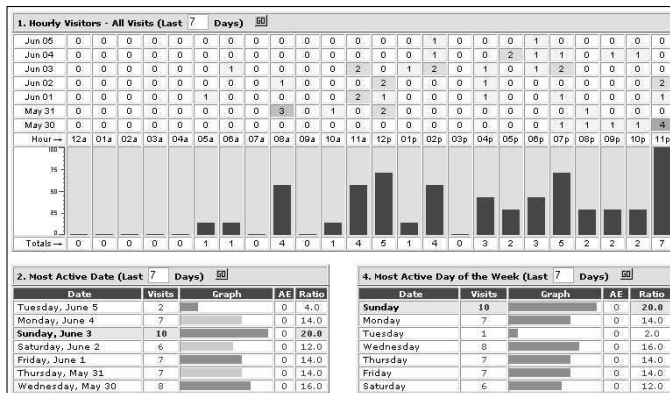 1. Hourly Visitors - All Visits (Last 7 Days) GO
Jun 05 0 0 0 0 0 0 0 0 0 0 0 0 0 0 1 0 0 0 1 0 0 0 0 0
Jun 04 0 0 0 0 0 0 0 0 0 0 0 0 0 0 1 0 0 2 1 1 0 1 1 0
Jun 03 0 0 0 0 0 0 1 0 0 0 0 2 0 1 2 0 1 0 1 2 0 0 0 0
Jun 02 0 0 0 0 0 0 0 0 1 0 0 0 2 0 0 0 1 0 0 0 0 0 0 2
Jun 01 0 0 0 0 0 1 0 0 0 0 0 2 1 0 0 0 1 0 0 1 0 0 0 1
May 31 0 0 0 0 0 0 0 0 3 0 1 0 2 0 0 0 0 0 0 0 1 0 0 0
May 30 0 0 0 0 0 0 0 0 0 0 0 0 0 0 0 0 0 0 0 1 1 1 1 4
Hour→ 12a 01a 02a 03a 04a 05a 06a 07a 08a 09a 10a 11a 12p 01p 02p 03p 04p 05p 06p 07p 08p 09p 10p 11p
100
75
50
25
0
Totals→ 0 0 0 0 0 1 1 0 4 0 1 4 5 1 4 0 3 2 3 5 2 2 2 7
2. Most Active Date (Last 7 Days) GO
Date Visits Graph AE Ratio
Tuesday, June 5 2 0 4.0
Monday, June 4 7 0 14.0
Sunday, June 3 10 0 20.0
Saturday, June 2 6 0 12.0
Friday, June 1 7 0 14.0
Thursday, May 31 7 0 14.0
Wednesday, May 30 8 0 16.0
4. Most Active Day of the Week (Last 7 Days) GO
Date Visits Graph AE Ratio
Sunday 10 0 20.0
Monday 7 0 14.0
Tuesday 1 0 2.0
Wednesday 8 0 16.0
Thursday 7 0 14.0
Friday 7 0 14.0
Saturday 6 0 12.0